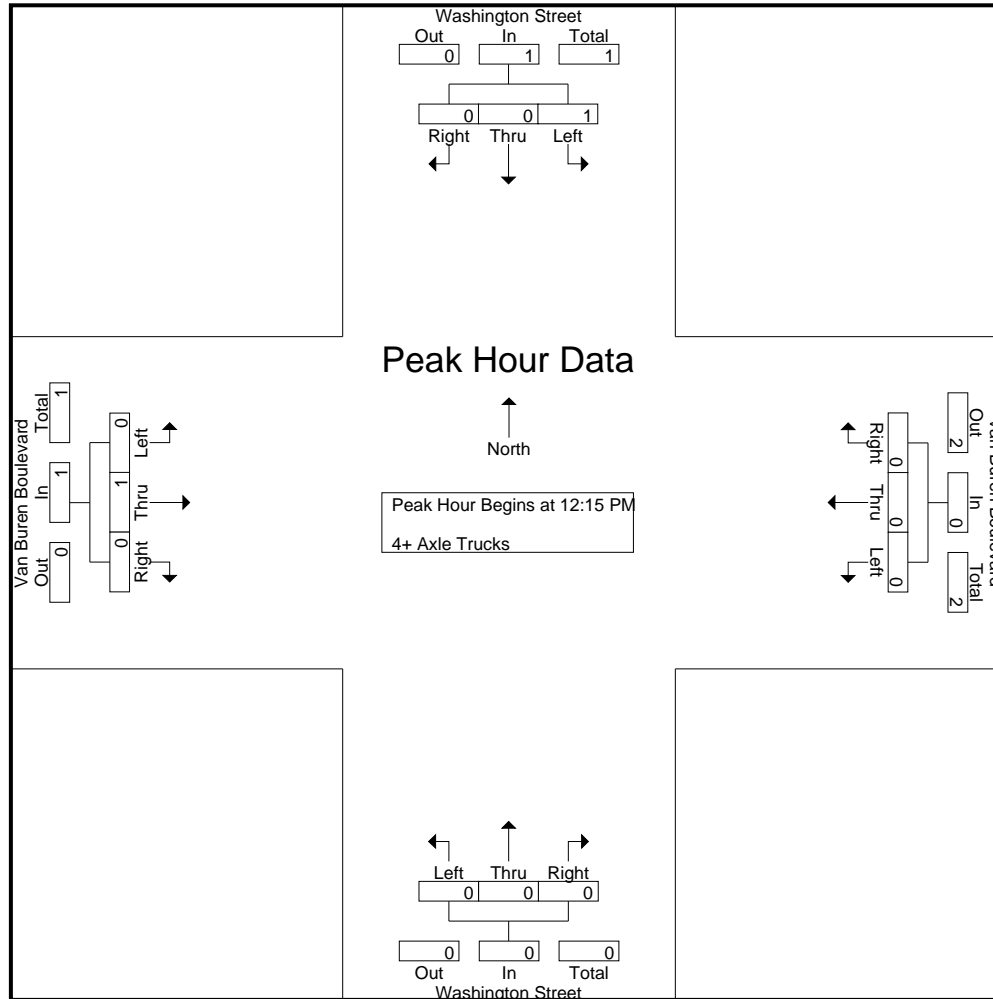 Washington Street
Out In Total
0 1 1
0 0 1
Right Thru Left
Peak Hour Data
North
Peak Hour Begins at 12:15 PM
4+ Axle Trucks
Van Buren Boulevard
Out In Total
0 1 1
Left Thru Right
0 1 0
Right Thru Left
0 0 0
Out In Total
2 0 2
Van Buren Boulevard
Left Thru Right
0 0 0
0 0 0
Out In Total
Washington Street